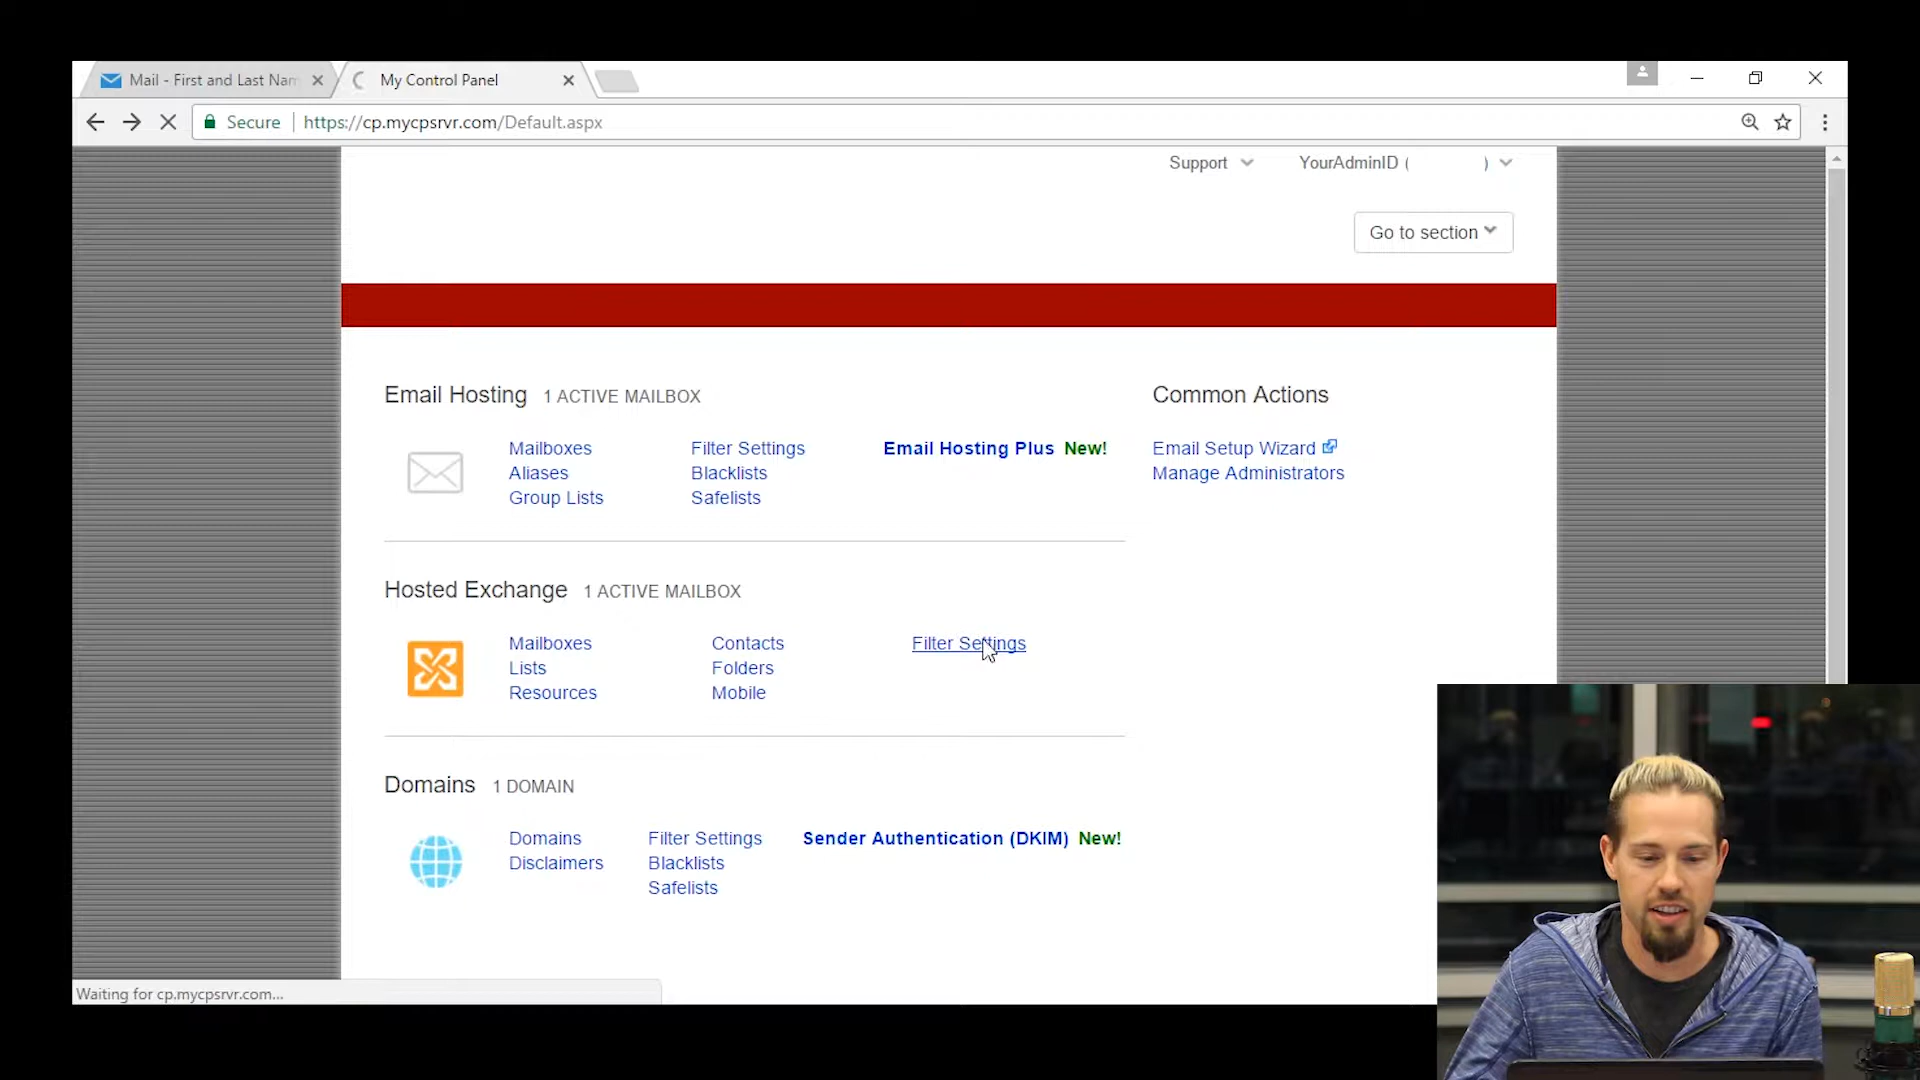 Mail - First and Last Nam
My Control Panel
Secure https://cp.mycpsrvr.com/Default.aspx
Support YourAdminID ( )
Go to section
Email Hosting 1 ACTIVE MAILBOX Common Actions
Mailboxes Filter Settings Email Hosting Plus New! Email Setup Wizard
Aliases Blacklists Manage Administrators
Group Lists Safelists
Hosted Exchange 1 ACTIVE MAILBOX
Mailboxes Contacts Filter Settings
Lists Folders
Resources Mobile
Domains 1 DOMAIN
Domains Filter Settings Sender Authentication (DKIM) New!
Disclaimers Blacklists
Safelists
Waiting for cp.mycpsrvr.com...